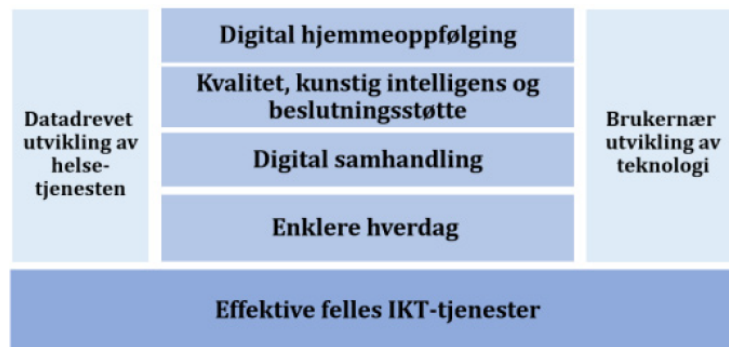 Digital hjemmeoppfølging
Kvalitet, kunstig intelligens og
beslutningsstøtte
Digital samhandling
Enklere hverdag
Datadrevet
utvikling av
helse-
tjenesten
Brukernær
utvikling av
teknologi
Effektive felles IKT-tjenester